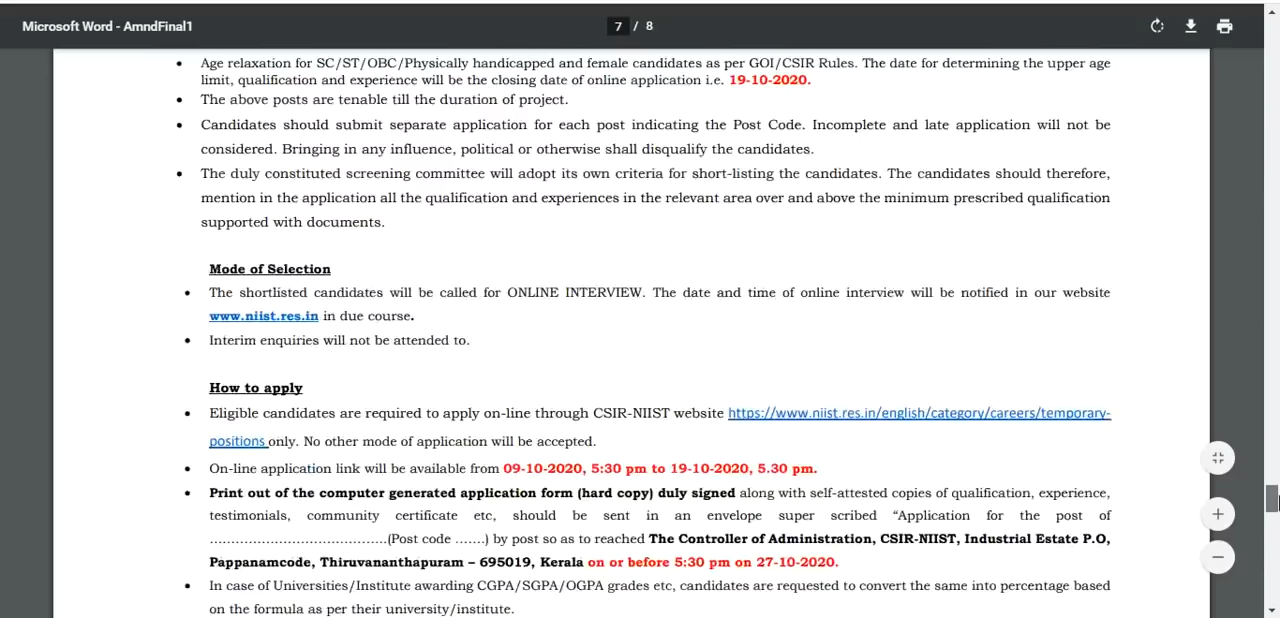 Microsoft Word - AmndFinal1
7 / 8
• Age relaxation for SC/ST/OBC/Physically handicapped and female candidates as per GOI/CSIR Rules. The date for determining the upper age
limit, qualification and experience will be the closing date of online application i.e. 19-10-2020.
• The above posts are tenable till the duration of project.
• Candidates should submit separate application for each post indicating the Post Code. Incomplete and late application will not be
considered. Bringing in any influence, political or otherwise shall disqualify the candidates.
• The duly constituted screening committee will adopt its own criteria for short-listing the candidates. The candidates should therefore,
mention in the application all the qualification and experiences in the relevant area over and above the minimum prescribed qualification
supported with documents.
Mode of Selection
• The shortlisted candidates will be called for ONLINE INTERVIEW. The date and time of online interview will be notified in our website
www.niist.res.in in due course.
• Interim enquiries will not be attended to.
How to apply
• Eligible candidates are required to apply on-line through CSIR-NIIST website https://www.niist.res.in/english/category/careers/temporary-
positions only. No other mode of application will be accepted.
• On-line application link will be available from 09-10-2020, 5:30 pm to 19-10-2020, 5.30 pm.
• Print out of the computer generated application form (hard copy) duly signed along with self-attested copies of qualification, experience,
testimonials, community certificate etc, should be sent in an envelope super scribed “Application for the post of
.......................................(Post code .......) by post so as to reached The Controller of Administration, CSIR-NIIST, Industrial Estate P.O,
Pappanamcode, Thiruvananthapuram – 695019, Kerala on or before 5:30 pm on 27-10-2020.
• In case of Universities/Institute awarding CGPA/SGPA/OGPA grades etc, candidates are requested to convert the same into percentage based
on the formula as per their university/institute.